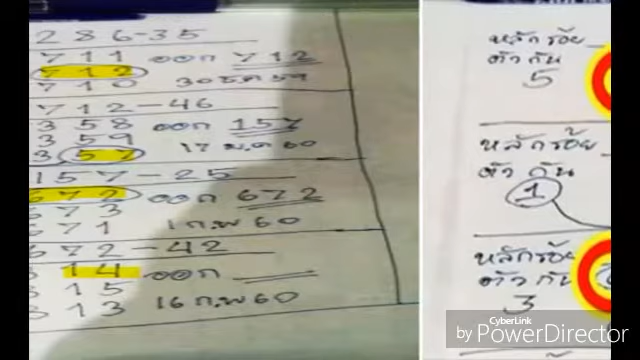 286-35
711 ออก 712
712 30 ธ.ค 59
710
712-46
358 ออก 157
359 17 ม.ค 60
357
157-25
672 ออก 672
673
671 1 ก.พ 60
672-42
314 ออก
315
313 16 ก.พ 60
หลักร้อย
ตัวกัน
5
หลักร้อย
ตัวกัน
1
หลักร้อย
ตัวกัน
3
CyberLink
by PowerDirector